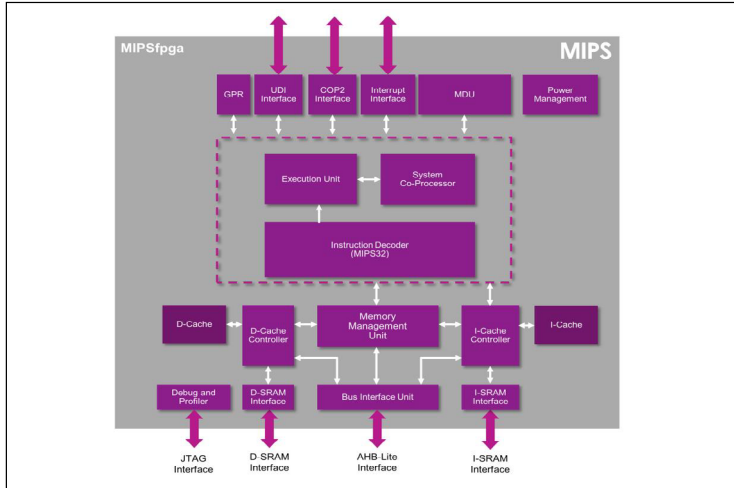 MIPSfpga
MIPS
GPR
UDI
Interface
COP2
Interface
Interrupt
Interface
MDU
Power
Management
Execution Unit
System
Co-Processor
Instruction Decoder
(MIPS32)
D-Cache
D-Cache
Controller
Memory
Management
Unit
I-Cache
Controller
I-Cache
Debug and
Profiler
D-SRAM
Interface
Bus Interface Unit
I-SRAM
Interface
JTAG
Interface
D-SRAM
Interface
AHB-Lite
Interface
I-SRAM
Interface